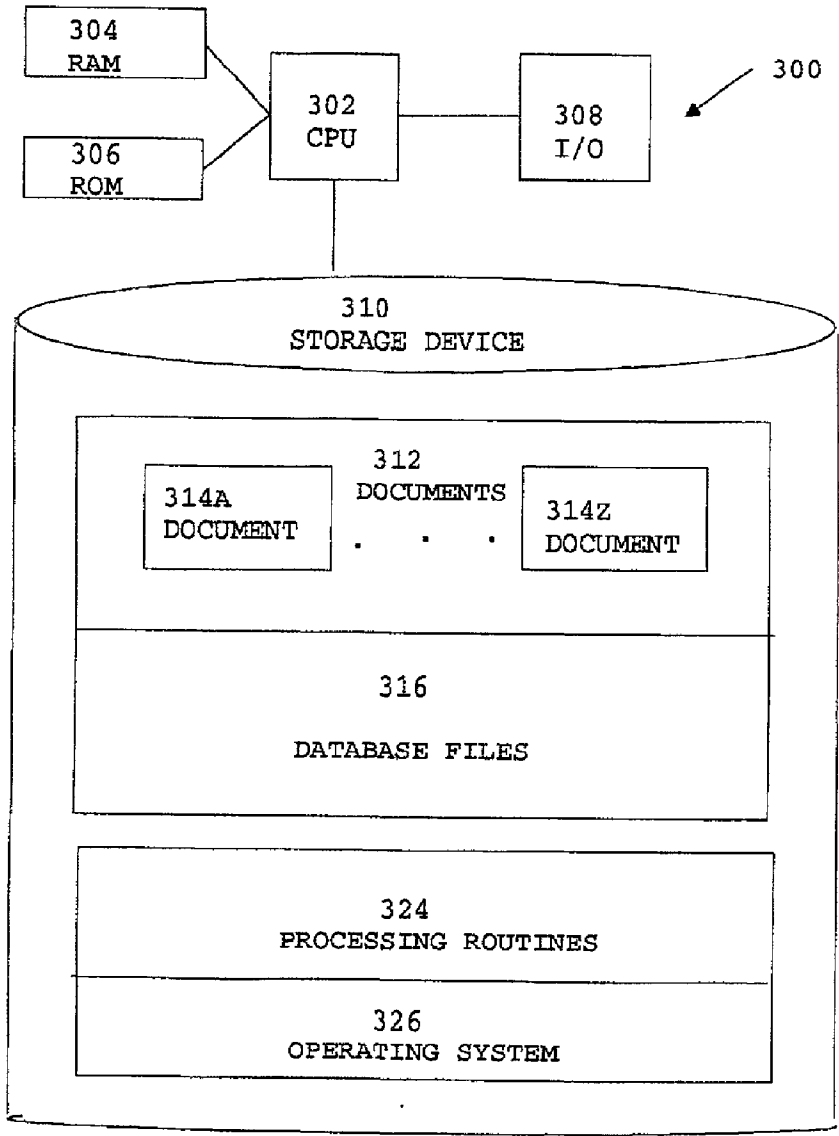 304
RAM
306
ROM
302
CPU
308
I/O
300
310
STORAGE DEVICE
312
DOCUMENTS
314A
DOCUMENT
. . .
314Z
DOCUMENT
316
DATABASE FILES
324
PROCESSING ROUTINES
326
OPERATING SYSTEM